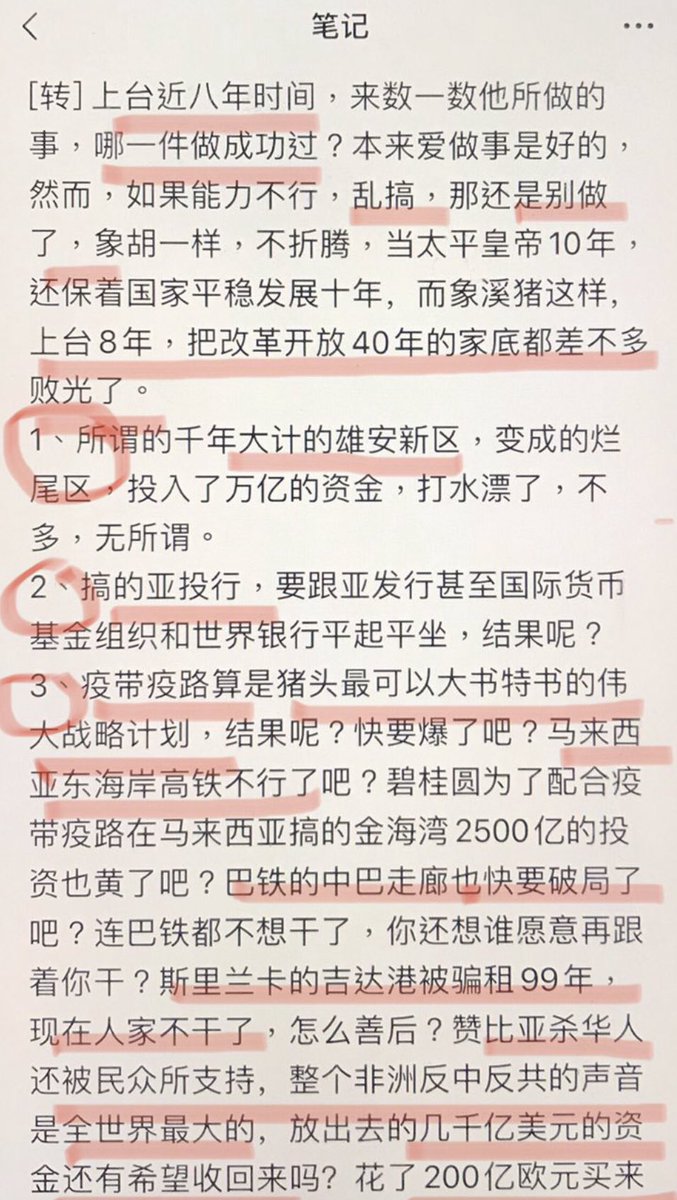 笔记
[转] 上台近八年时间，来数一数他所做的
事，哪一件做成功过？本来爱做事是好的，
然而，如果能力不行，乱搞，那还是别做
了，象胡一样，不折腾，当太平皇帝10年，
还保着国家平稳发展十年，而象溪猪这样，
上台8年，把改革开放40年的家底都差不多
败光了。
1、所谓的千年大计的雄安新区，变成的烂
尾区，投入了万亿的资金，打水漂了，不
多，无所谓。
2、搞的亚投行，要跟亚发行甚至国际货币
基金组织和世界银行平起平坐，结果呢？
3、疫带疫路算是猪头最可以大书特书的伟
大战略计划，结果呢？快要爆了吧？马来西
亚东海岸高铁不行了吧？碧桂圆为了配合疫
带疫路在马来西亚搞的金海湾2500亿的投
资也黄了吧？巴铁的中巴走廊也快要破局了
吧？连巴铁都不想干了，你还想谁愿意再跟
着你干？斯里兰卡的吉达港被骗租99年，
现在人家不干了，怎么善后？赞比亚杀华人
还被民众所支持，整个非洲反中反共的声音
是全世界最大的，放出去的几千亿美元的资
金还有希望收回来吗？花了200亿欧元买来